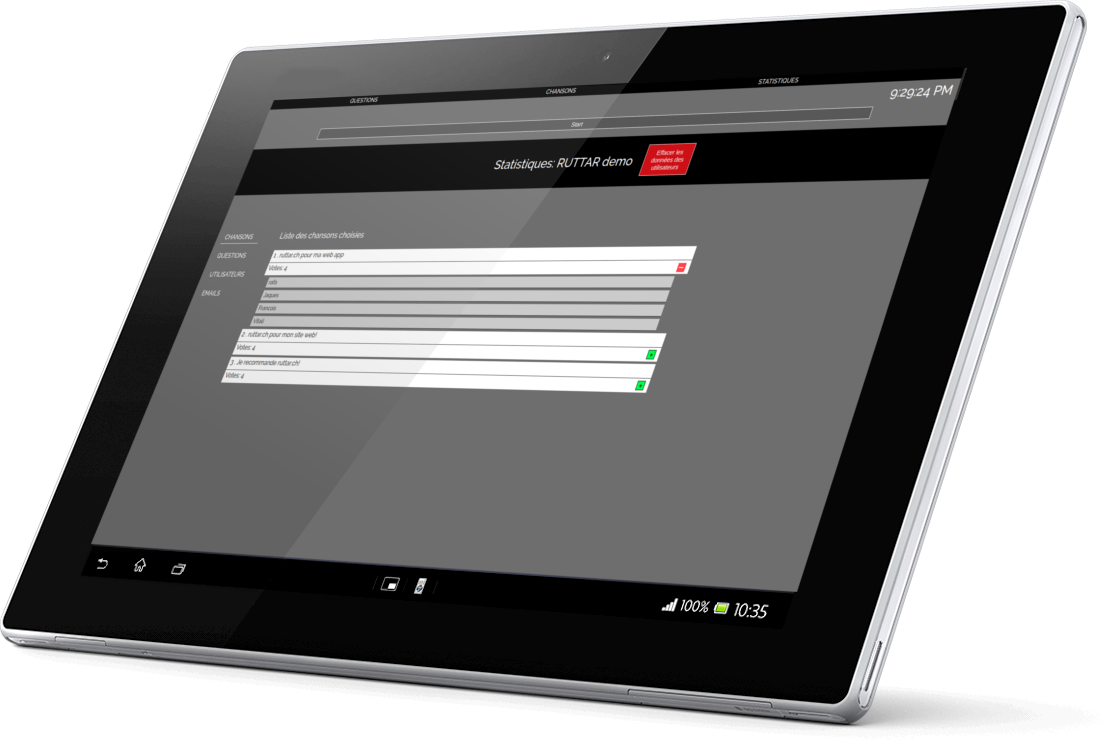 QUESTIONS CHANSONS STATISTIQUES
9:29:24 PM
Start
Statistiques: RUTTAR demo
Effacer les
données des
utilisateurs
CHANSONS
QUESTIONS
UTILISATEURS
EMAILS
Liste des chansons choisies
1. ruttar.ch pour ma web app
Votes: 4
rafa
Jaques
Francois
Vitali
2. ruttar.ch pour mon site web!
Votes: 4
3. Je recommande ruttar.ch!
Votes: 4
100% 10:35